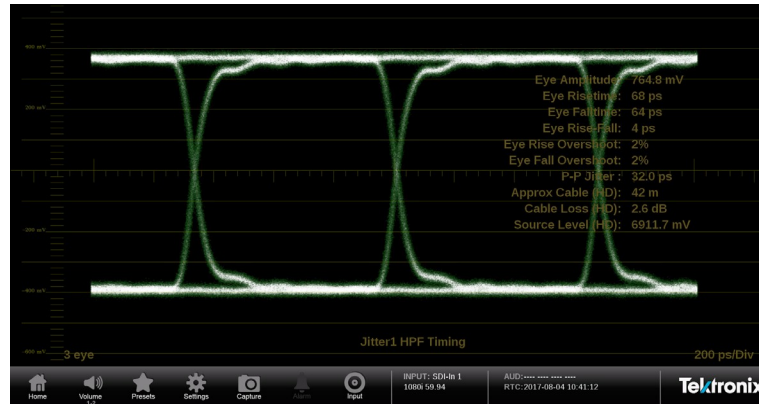 400 mV
Eye Amplitude: 764.8 mV
Eye Risetime: 68 ps
200 mV
Eye Falltime: 64 ps
Eye Rise-Fall: 4 ps
Eye Rise Overshoot: 2%
Eye Fall Overshoot: 2%
P-P Jitter : 32.0 ps
Approx Cable (HD): 42 m
Cable Loss (HD): 2.6 dB
Source Level (HD): 6911.7 mV
-200 mV
-400 mV
Jitter1 HPF Timing
3 eye
200 ps/Div
INPUT: SDI-In 1
AUD:---- ---- ---- ----
1080i 59.94
RTC:2017-08-04 10:41:12
Tektronix
Home
Volume
1-2
Presets
Settings
Capture
Alarm
Input